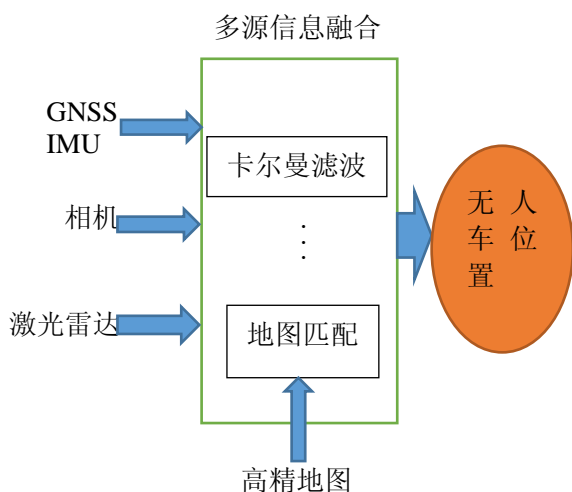 多源信息融合
GNSS
IMU
卡尔曼滤波
相机
激光雷达
地图匹配
高精地图
无人
车位
置